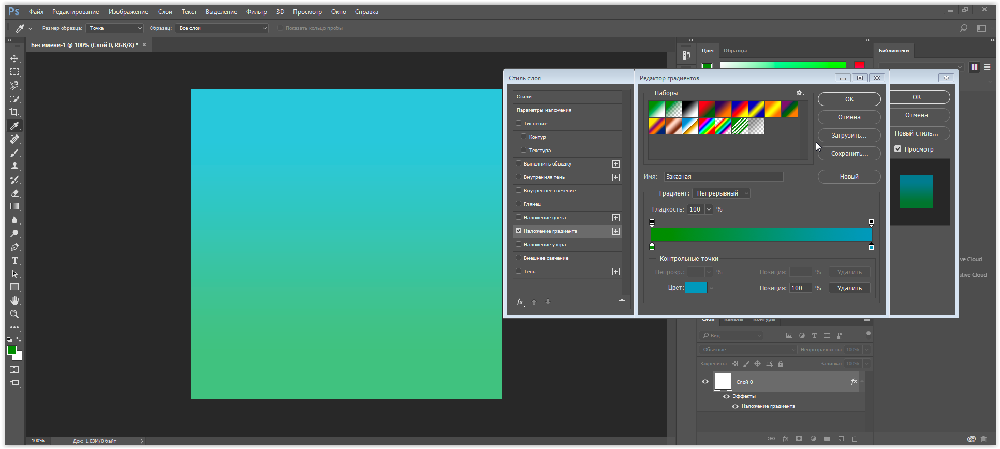 Ps Файл Редактирование Изображение Слои Текст Выделение Фильтр 3D Просмотр Окно Справка
Размер образца: Точка Образец: Все слои Показать кольцо пробы
Без имени-1 @ 100% (Слой 0, RGB/8) * ×
Цвет Образцы
Библиотеки
Стиль слоя
Стили
Параметры наложения
Тиснение
Контур
Текстура
Выполнить обводку
Внутренняя тень
Внутреннее свечение
Глянец
Наложение цвета
Наложение градиента
Наложение узора
Внешнее свечение
Тень
fx
Редактор градиентов
Наборы
ОК
Отмена
Загрузить...
Сохранить...
Имя: Заказная
Новый
Градиент: Непрерывный
Гладкость: 100 %
Контрольные точки
Непрозр.: % Позиция: % Удалить
Цвет: Позиция: 100 % Удалить
ОК
Отмена
Новый стиль...
Просмотр
ve Cloud
ative Cloud
Слои Каналы Контуры
Вид
Обычные Непрозрачность: 100%
Закрепить: Заливка: 100%
Слой 0 fx
Эффекты
Наложение градиента
fx
100% Док: 1,03M/0 байт